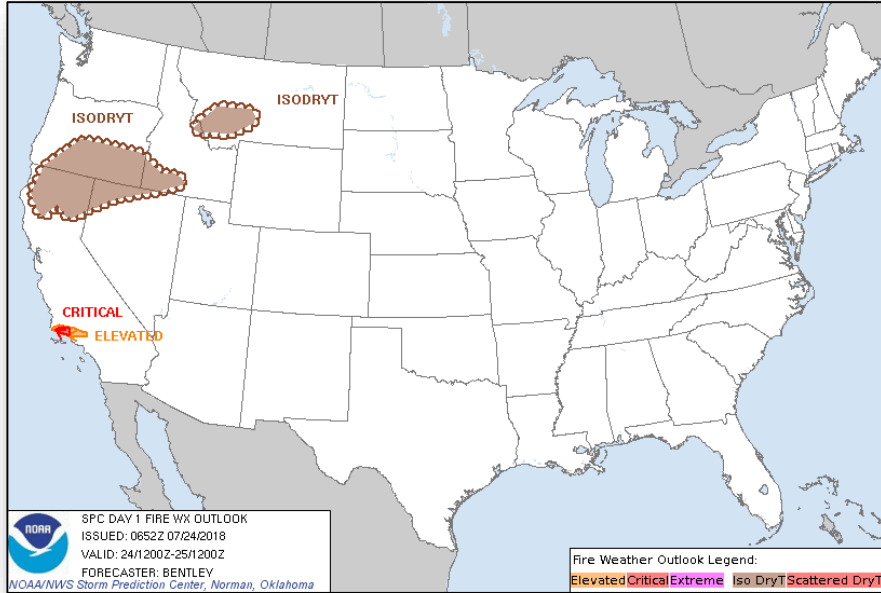 ISODRYT
ISODRYT
CRITICAL
ELEVATED
NOAA
SPC DAY 1 FIRE WX OUTLOOK
ISSUED: 0652Z 07/24/2018
VALID: 24/1200Z-25/1200Z
FORECASTER: BENTLEY
NOAA/NWS Storm Prediction Center, Norman, Oklahoma
Fire Weather Outlook Legend:
Elevated Critical Extreme Iso DryT Scattered DryT